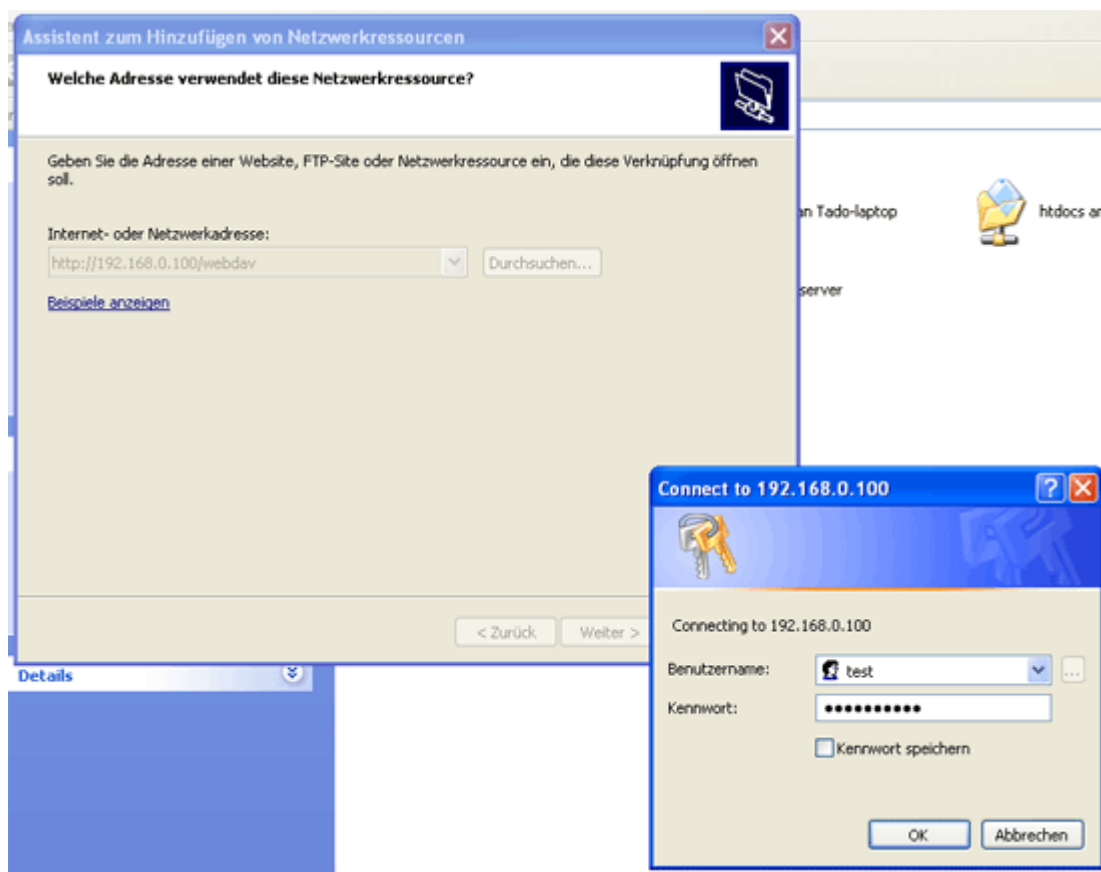 Assistent zum Hinzufügen von Netzwerkressourcen
Welche Adresse verwendet diese Netzwerkressource?
Geben Sie die Adresse einer Website, FTP-Site oder Netzwerkressource ein, die diese Verknüpfung öffnen
soll.
Internet- oder Netzwerkadresse:
http://192.168.0.100/webdav
Durchsuchen...
Beispiele anzeigen
< Zurück
Weiter >
an Tado-laptop
htdocs
server
Details
Connect to 192.168.0.100
Connecting to 192.168.0.100
Benutzername:
test
...
Kennwort:
••••••••••
Kennwort speichern
OK
Abbrechen